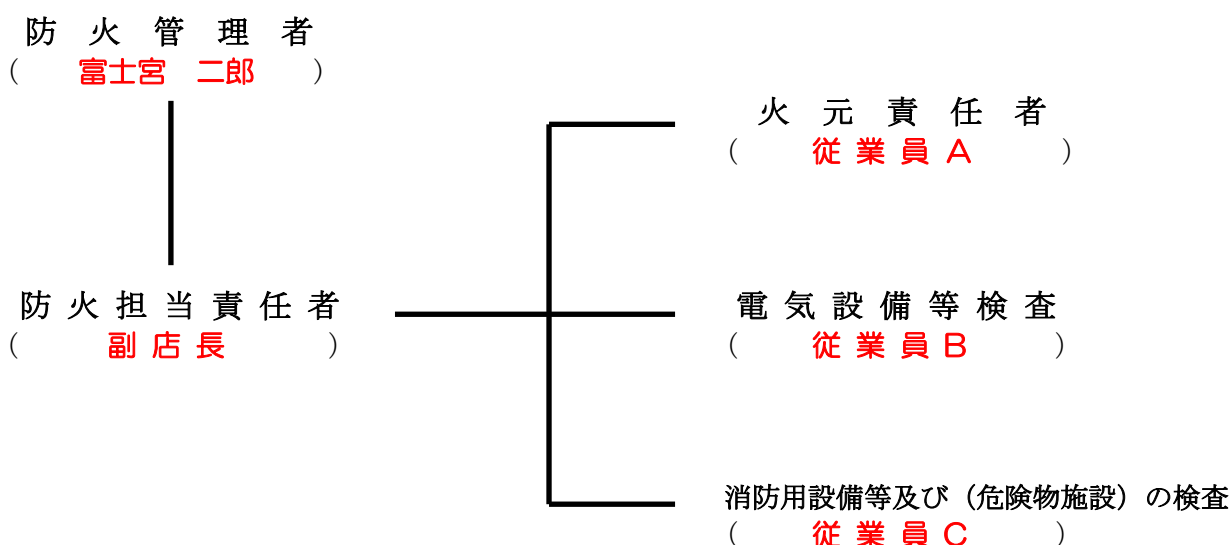 防火管理者
（　富士宮　二郎　）
火元責任者
（　従業員A　）
防火担当責任者
（　副店長　）
電気設備等検査
（　従業員B　）
消防用設備等及び（危険物施設）の検査
（　従業員C　）